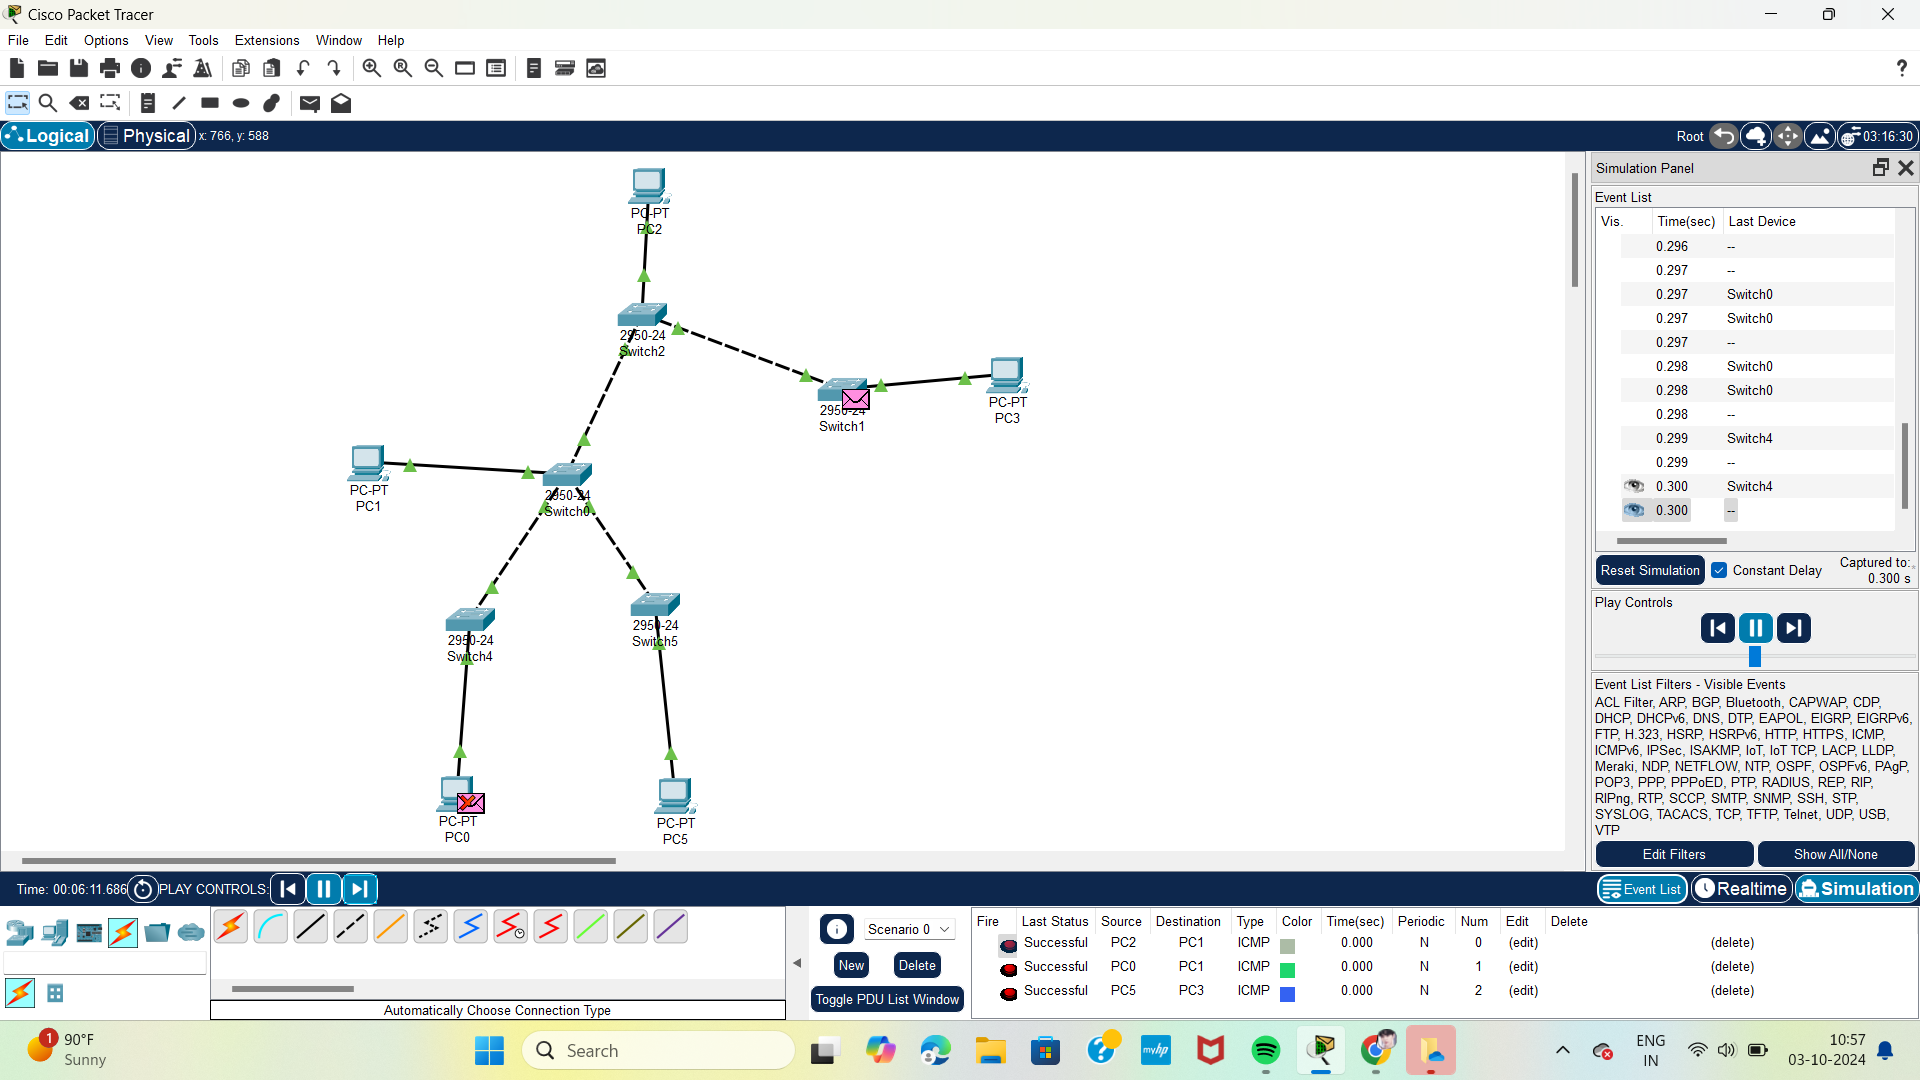 Cisco Packet Tracer
File Edit Options View Tools Extensions Window Help
?
Logical Physical x: 766, y: 588 Root 03:16:30
PC-PT
PC2
2950-24
Switch2
2950-24
Switch1
PC-PT
PC3
PC-PT
PC1
2950-24
Switch0
2950-24
Switch4
2950-24
Switch5
PC-PT
PC0
PC-PT
PC5
Simulation Panel
Event List
Vis. Time(sec) Last Device
0.296 --
0.297 --
0.297 Switch0
0.297 Switch0
0.297 --
0.298 Switch0
0.298 Switch0
0.298 --
0.299 Switch4
0.299 --
0.300 Switch4
0.300 --
Reset Simulation Constant Delay Captured to:
0.300 s
Play Controls
Event List Filters - Visible Events
ACL Filter, ARP, BGP, Bluetooth, CAPWAP, CDP,
DHCP, DHCPv6, DNS, DTP, EAPOL, EIGRP, EIGRPv6,
FTP, H.323, HSRP, HSRPv6, HTTP, HTTPS, ICMP,
ICMPv6, IPSec, ISAKMP, IoT, IoT TCP, LACP, LLDP,
Meraki, NDP, NETFLOW, NTP, OSPF, OSPFv6, PAgP,
POP3, PPP, PPPoED, PTP, RADIUS, REP, RIP,
RIPng, RTP, SCCP, SMTP, SNMP, SSH, STP,
SYSLOG, TACACS, TCP, TFTP, Telnet, UDP, USB,
VTP
Edit Filters Show All/None
Time: 00:06:11.686 PLAY CONTROLS: Event List Realtime Simulation
Automatically Choose Connection Type
Scenario 0
New Delete
Toggle PDU List Window
Fire Last Status Source Destination Type Color Time(sec) Periodic Num Edit Delete
Successful PC2 PC1 ICMP 0.000 N 0 (edit) (delete)
Successful PC0 PC1 ICMP 0.000 N 1 (edit) (delete)
Successful PC5 PC3 ICMP 0.000 N 2 (edit) (delete)
1 90°F
Sunny
Search
myhp
ENG
IN
10:57
03-10-2024